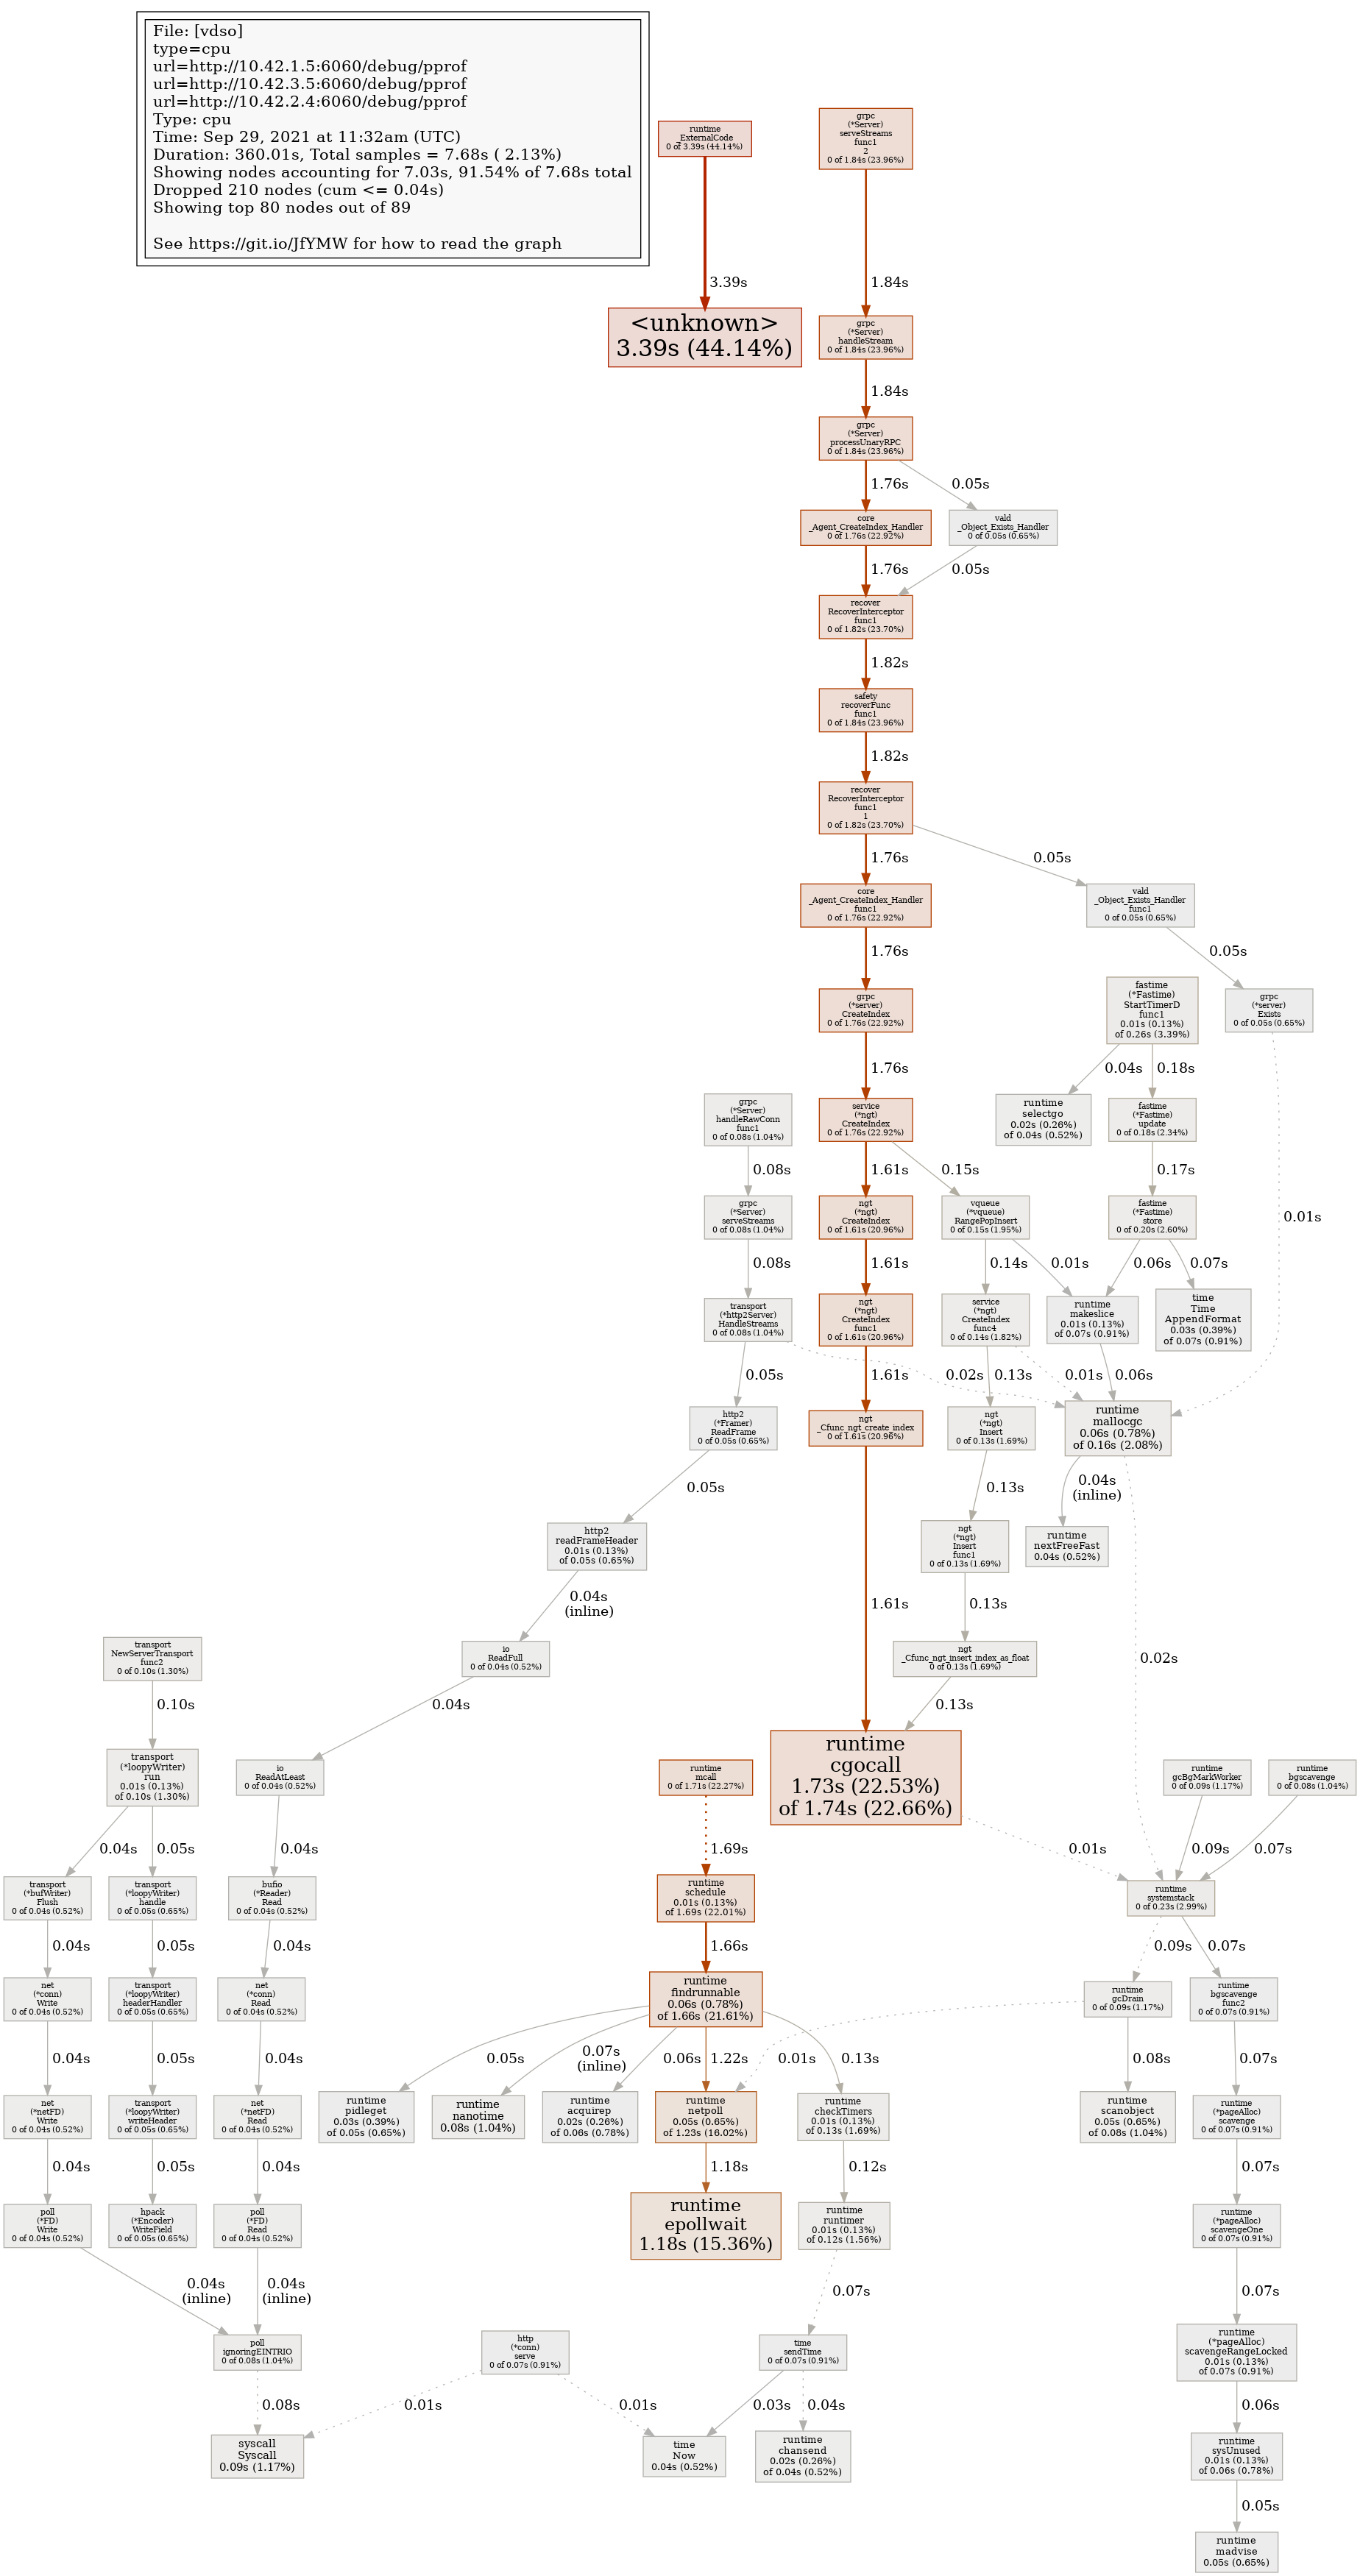 File: [vdso]
type=cpu
url=http://10.42.1.5:6060/debug/pprof
url=http://10.42.3.5:6060/debug/pprof
url=http://10.42.2.4:6060/debug/pprof
Type: cpu
Time: Sep 29, 2021 at 11:32am (UTC)
Duration: 360.01s, Total samples = 7.68s ( 2.13%)
Showing nodes accounting for 7.03s, 91.54% of 7.68s total
Dropped 210 nodes (cum <= 0.04s)
Showing top 80 nodes out of 89
See https://git.io/JfYMW for how to read the graph
runtime
_ExternalCode
0 of 3.39s (44.14%)
grpc
(*Server)
serveStreams
func1
2
0 of 1.84s (23.96%)
3.39s
1.84s
<unknown>
3.39s (44.14%)
grpc
(*Server)
handleStream
0 of 1.84s (23.96%)
1.84s
grpc
(*Server)
processUnaryRPC
0 of 1.84s (23.96%)
1.76s
0.05s
core
_Agent_CreateIndex_Handler
0 of 1.76s (22.92%)
vald
_Object_Exists_Handler
0 of 0.05s (0.65%)
1.76s
0.05s
recover
RecoverInterceptor
func1
0 of 1.82s (23.70%)
1.82s
safety
recoverFunc
func1
0 of 1.84s (23.96%)
1.82s
recover
RecoverInterceptor
func1
1
0 of 1.82s (23.70%)
1.76s
0.05s
core
_Agent_CreateIndex_Handler
func1
0 of 1.76s (22.92%)
vald
_Object_Exists_Handler
func1
0 of 0.05s (0.65%)
1.76s
0.05s
grpc
(*server)
CreateIndex
0 of 1.76s (22.92%)
fastime
(*Fastime)
StartTimerD
func1
0.01s (0.13%)
of 0.26s (3.39%)
grpc
(*server)
Exists
0 of 0.05s (0.65%)
1.76s
0.04s
0.18s
grpc
(*Server)
handleRawConn
func1
0 of 0.08s (1.04%)
service
(*ngt)
CreateIndex
0 of 1.76s (22.92%)
runtime
selectgo
0.02s (0.26%)
of 0.04s (0.52%)
fastime
(*Fastime)
update
0 of 0.18s (2.34%)
0.08s
1.61s
0.15s
0.17s
0.01s
grpc
(*Server)
serveStreams
0 of 0.08s (1.04%)
ngt
(*ngt)
CreateIndex
0 of 1.61s (20.96%)
vqueue
(*vqueue)
RangePopInsert
0 of 0.15s (1.95%)
fastime
(*Fastime)
store
0 of 0.20s (2.60%)
0.08s
1.61s
0.14s
0.01s
0.06s
0.07s
transport
(*http2Server)
HandleStreams
0 of 0.08s (1.04%)
ngt
(*ngt)
CreateIndex
func1
0 of 1.61s (20.96%)
service
(*ngt)
CreateIndex
func4
0 of 0.14s (1.82%)
runtime
makeslice
0.01s (0.13%)
of 0.07s (0.91%)
time
Time
AppendFormat
0.03s (0.39%)
of 0.07s (0.91%)
0.05s
1.61s
0.02s
0.13s
0.01s
0.06s
http2
(*Framer)
ReadFrame
0 of 0.05s (0.65%)
ngt
_Cfunc_ngt_create_index
0 of 1.61s (20.96%)
ngt
(*ngt)
Insert
0 of 0.13s (1.69%)
runtime
mallocgc
0.06s (0.78%)
of 0.16s (2.08%)
0.05s
0.13s
0.04s
(inline)
http2
readFrameHeader
0.01s (0.13%)
of 0.05s (0.65%)
ngt
(*ngt)
Insert
func1
0 of 0.13s (1.69%)
runtime
nextFreeFast
0.04s (0.52%)
0.04s
(inline)
1.61s
0.13s
0.02s
transport
NewServerTransport
func2
0 of 0.10s (1.30%)
io
ReadFull
0 of 0.04s (0.52%)
ngt
_Cfunc_ngt_insert_index_as_float
0 of 0.13s (1.69%)
0.10s
0.04s
0.13s
transport
(*loopyWriter)
run
0.01s (0.13%)
of 0.10s (1.30%)
io
ReadAtLeast
0 of 0.04s (0.52%)
runtime
mcall
0 of 1.71s (22.27%)
runtime
cgocall
1.73s (22.53%)
of 1.74s (22.66%)
runtime
gcBgMarkWorker
0 of 0.09s (1.17%)
runtime
bgscavenge
0 of 0.08s (1.04%)
0.04s
0.05s
0.04s
1.69s
0.01s
0.09s
0.07s
transport
(*bufWriter)
Flush
0 of 0.04s (0.52%)
transport
(*loopyWriter)
handle
0 of 0.05s (0.65%)
bufio
(*Reader)
Read
0 of 0.04s (0.52%)
runtime
schedule
0.01s (0.13%)
of 1.69s (22.01%)
runtime
systemstack
0 of 0.23s (2.99%)
0.04s
0.05s
0.04s
1.66s
0.09s
0.07s
net
(*conn)
Write
0 of 0.04s (0.52%)
transport
(*loopyWriter)
headerHandler
0 of 0.05s (0.65%)
net
(*conn)
Read
0 of 0.04s (0.52%)
runtime
findrunnable
0.06s (0.78%)
of 1.66s (21.61%)
runtime
gcDrain
0 of 0.09s (1.17%)
runtime
bgscavenge
func2
0 of 0.07s (0.91%)
0.04s
0.05s
0.04s
0.05s
0.07s
(inline)
0.06s
1.22s
0.01s
0.13s
0.08s
0.07s
net
(*netFD)
Write
0 of 0.04s (0.52%)
transport
(*loopyWriter)
writeHeader
0 of 0.05s (0.65%)
net
(*netFD)
Read
0 of 0.04s (0.52%)
runtime
pidleget
0.03s (0.39%)
of 0.05s (0.65%)
runtime
nanotime
0.08s (1.04%)
runtime
acquirep
0.02s (0.26%)
of 0.06s (0.78%)
runtime
netpoll
0.05s (0.65%)
of 1.23s (16.02%)
runtime
checkTimers
0.01s (0.13%)
of 0.13s (1.69%)
runtime
scanobject
0.05s (0.65%)
of 0.08s (1.04%)
runtime
(*pageAlloc)
scavenge
0 of 0.07s (0.91%)
0.04s
0.05s
0.04s
1.18s
0.12s
0.07s
poll
(*FD)
Write
0 of 0.04s (0.52%)
hpack
(*Encoder)
WriteField
0 of 0.05s (0.65%)
poll
(*FD)
Read
0 of 0.04s (0.52%)
runtime
epollwait
1.18s (15.36%)
runtime
runtimer
0.01s (0.13%)
of 0.12s (1.56%)
runtime
(*pageAlloc)
scavengeOne
0 of 0.07s (0.91%)
0.04s
(inline)
0.04s
(inline)
0.07s
0.07s
poll
ignoringEINTRIO
0 of 0.08s (1.04%)
http
(*conn)
serve
0 of 0.07s (0.91%)
time
sendTime
0 of 0.07s (0.91%)
runtime
(*pageAlloc)
scavengeRangeLocked
0.01s (0.13%)
of 0.07s (0.91%)
0.08s
0.01s
0.01s
0.03s
0.04s
0.06s
syscall
Syscall
0.09s (1.17%)
time
Now
0.04s (0.52%)
runtime
chansend
0.02s (0.26%)
of 0.04s (0.52%)
runtime
sysUnused
0.01s (0.13%)
of 0.06s (0.78%)
0.05s
runtime
madvise
0.05s (0.65%)